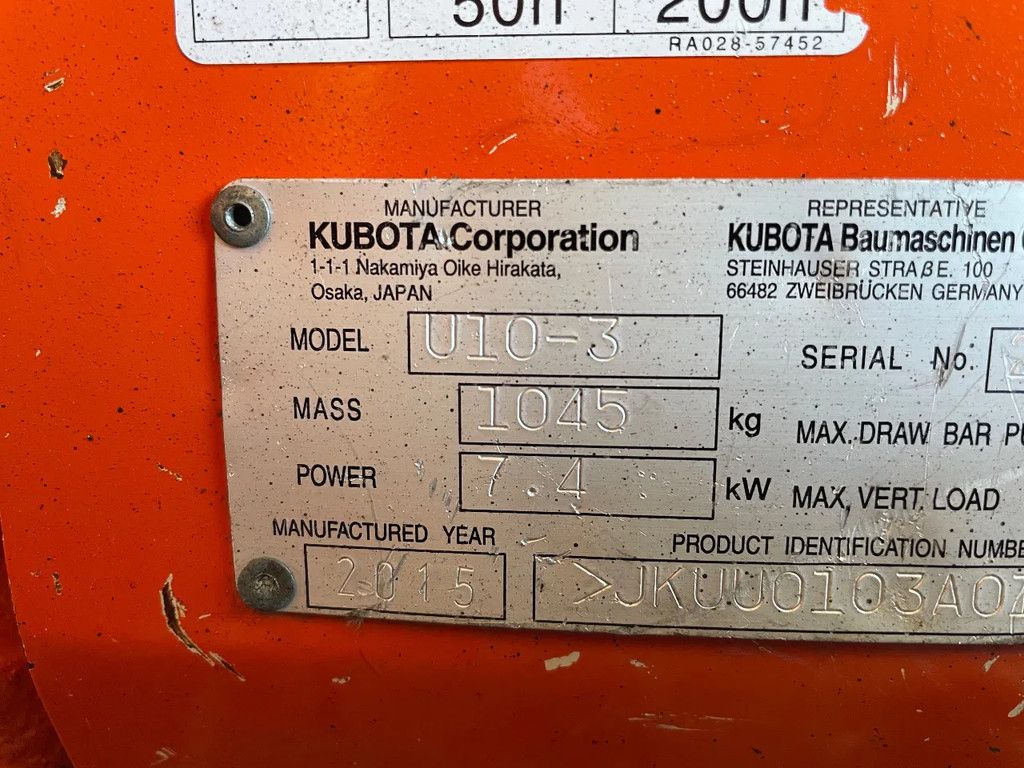 50h 200h
RA028-57452
MANUFACTURER
KUBOTA Corporation
1-1-1 Nakamiya Oike Hirakata,
Osaka, JAPAN
REPRESENTATIVE
KUBOTA Baumaschinen
STEINHAUSER STRAßE. 100
66482 ZWEIBRÜCKEN GERMANY
MODEL U10-3
SERIAL No.
MASS 1045 kg
MAX. DRAW BAR
POWER 7.4 kW
MAX. VERT. LOAD
MANUFACTURED YEAR
2015
PRODUCT IDENTIFICATION NUMBE
>JKUU0103A0